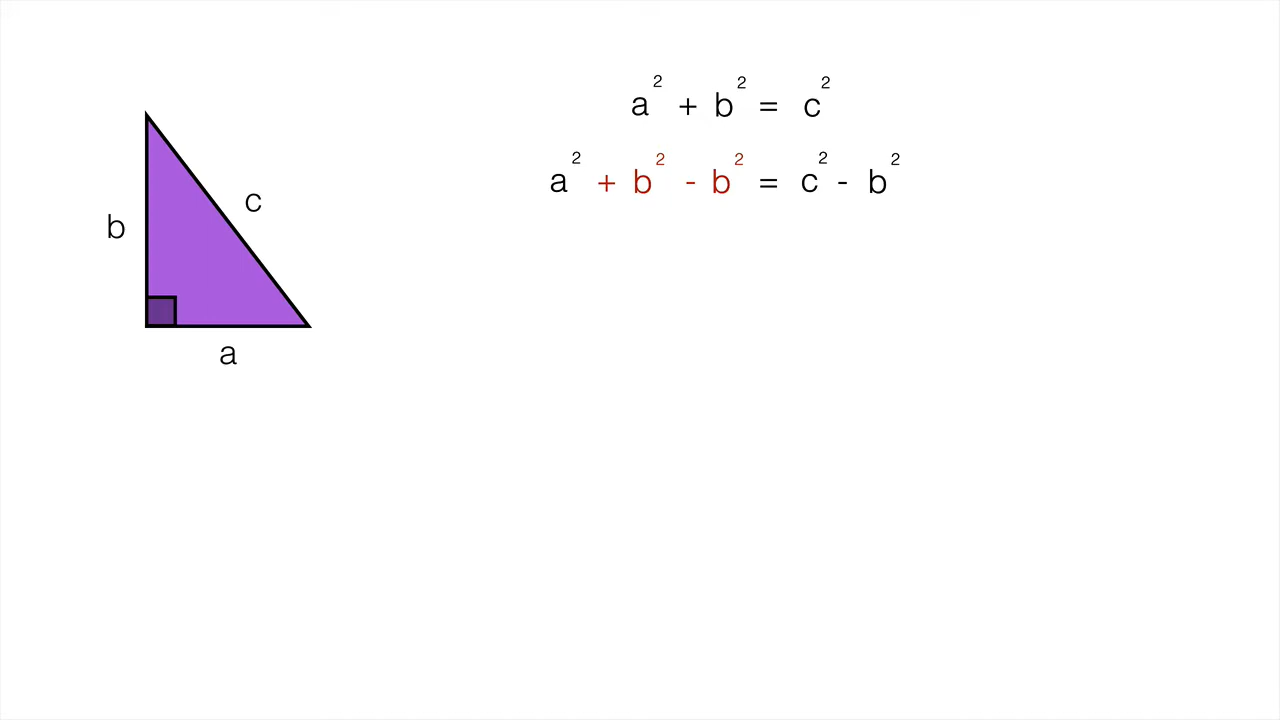 a² + b² = c²
a² + b² - b² = c² - b²
c
b
a